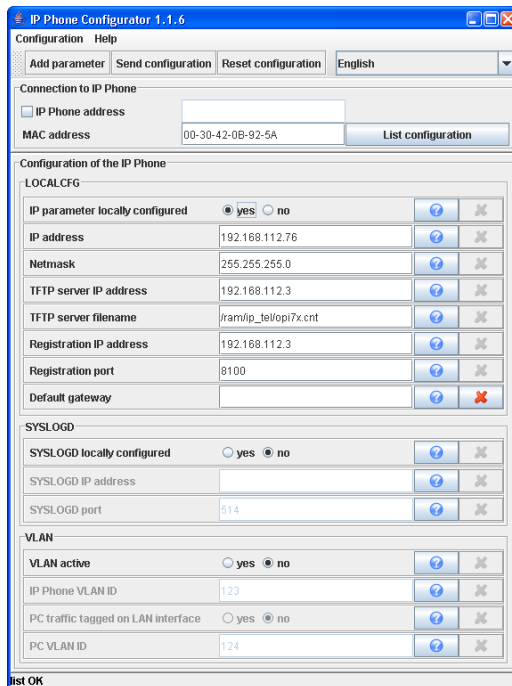 IP Phone Configurator 1.1.6
Configuration Help
Add parameter Send configuration Reset configuration English
Connection to IP Phone
IP Phone address
MAC address 00-30-42-0B-92-5A List configuration
Configuration of the IP Phone
LOCALCFG
IP parameter locally configured yes no
IP address 192.168.112.76
Netmask 255.255.255.0
TFTP server IP address 192.168.112.3
TFTP server filename /ram/ip_tel/opi7x.cnt
Registration IP address 192.168.112.3
Registration port 8100
Default gateway
SYSLOGD
SYSLOGD locally configured yes no
SYSLOGD IP address
SYSLOGD port 514
VLAN
VLAN active yes no
IP Phone VLAN ID 123
PC traffic tagged on LAN interface yes no
PC VLAN ID 124
list OK